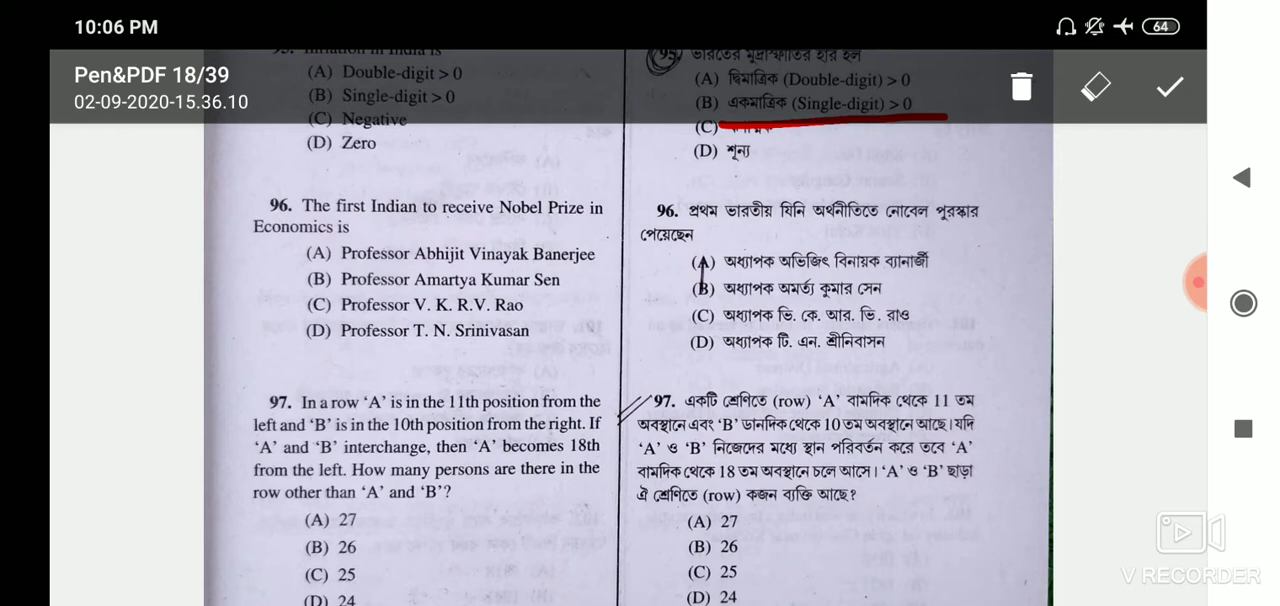 10:06 PM
64
Pen&PDF 18/39
02-09-2020-15.36.10
(A) Double-digit > 0
(B) Single-digit > 0
(C) Negative
(D) Zero
96. The first Indian to receive Nobel Prize in
Economics is
(A) Professor Abhijit Vinayak Banerjee
(B) Professor Amartya Kumar Sen
(C) Professor V. K. R.V. Rao
(D) Professor T. N. Srinivasan
97. In a row ‘A’ is in the 11th position from the
left and ‘B’ is in the 10th position from the right. If
‘A’ and ‘B’ interchange, then ‘A’ becomes 18th
from the left. How many persons are there in the
row other than ‘A’ and ‘B’?
(A) 27
(B) 26
(C) 25
(D) 24
95. ভারতের মুদ্রাস্ফীতির হার হল
(A) দ্বিমাত্রিক (Double-digit) > 0
(B) একমাত্রিক (Single-digit) > 0
(C)
(D) শূন্য
96. প্রথম ভারতীয় যিনি অর্থনীতিতে নোবেল পুরস্কার
পেয়েছেন
(A) অধ্যাপক অভিজিৎ বিনায়ক ব্যানার্জী
(B) অধ্যাপক অমর্ত্য কুমার সেন
(C) অধ্যাপক ভি. কে. আর. ভি. রাও
(D) অধ্যাপক টি. এন. শ্রীনিবাসন
97. একটি শ্রেণিতে (row) ‘A’ বামদিক থেকে 11 তম
অবস্থানে এবং ‘B’ ডানদিক থেকে 10 তম অবস্থানে আছে। যদি
‘A’ ও ‘B’ নিজেদের মধ্যে স্থান পরিবর্তন করে তবে ‘A’
বামদিক থেকে 18 তম অবস্থানে চলে আসে। ‘A’ ও ‘B’ ছাড়া
ঐ শ্রেণিতে (row) কজন ব্যক্তি আছে?
(A) 27
(B) 26
(C) 25
(D) 24
V RECORDER